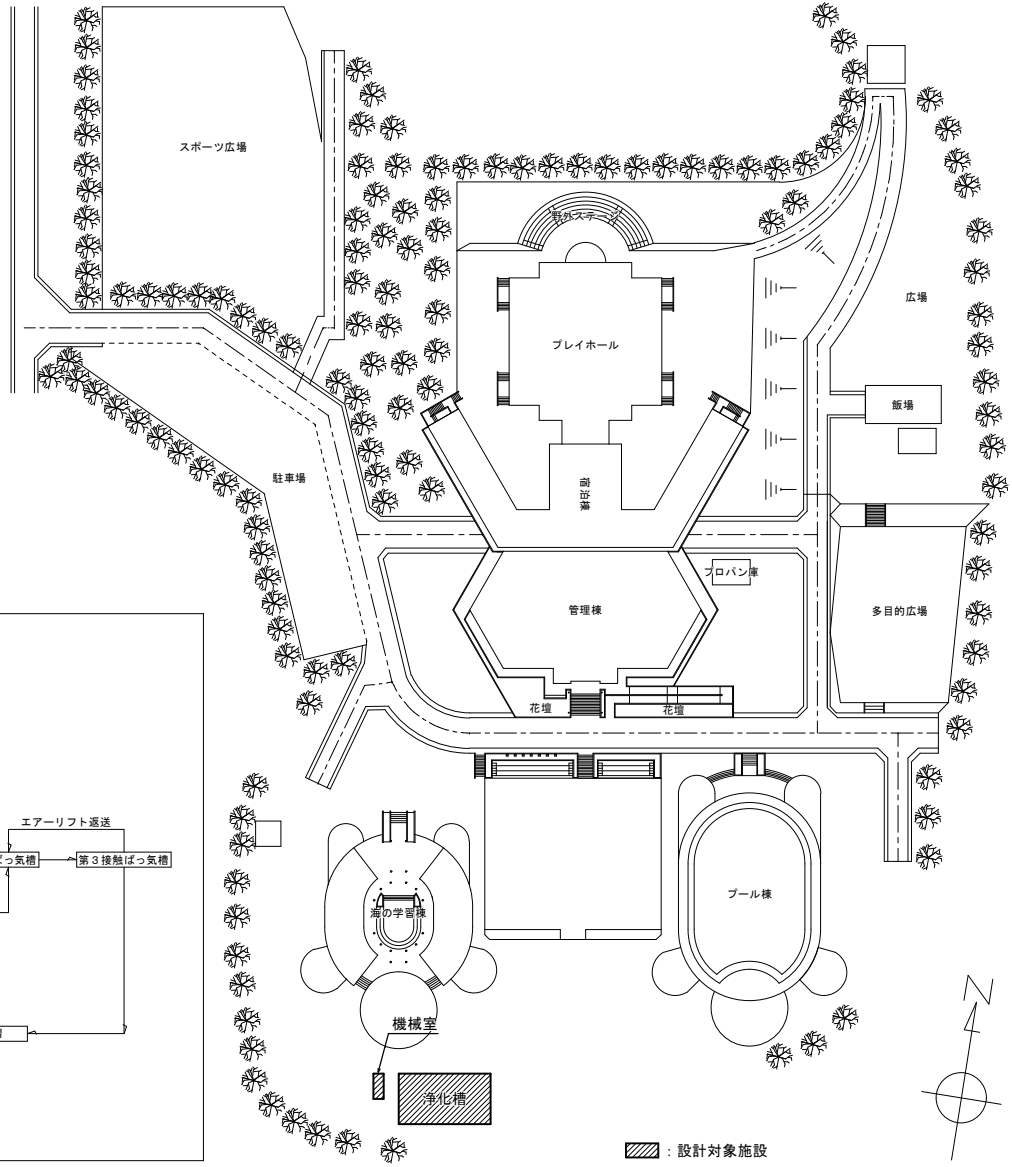 スポーツ広場
野外ステージ
広場
プレイホール
飯場
駐車場
宿泊棟
プロパン庫
管理棟
多目的広場
花壇
花壇
エアーリフト返送
っ気槽
第3接触ばっ気槽
プール棟
海の学習棟
N
機械室
浄化槽
:設計対象施設